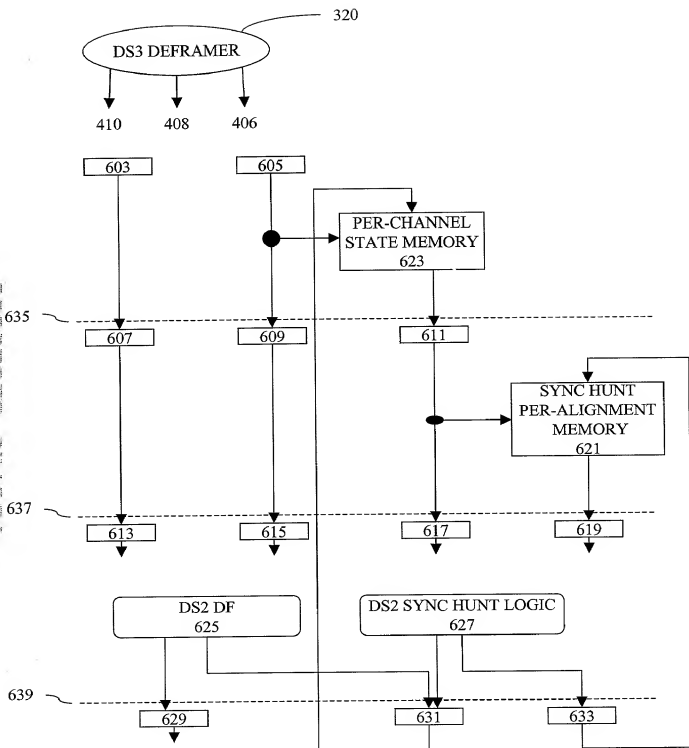 320
DS3 DEFRAMER
410
408
406
603
605
PER-CHANNEL
STATE MEMORY
623
635
607
609
611
SYNC HUNT
PER-ALIGNMENT
MEMORY
621
637
613
615
617
619
DS2 DF
625
DS2 SYNC HUNT LOGIC
627
639
629
631
633